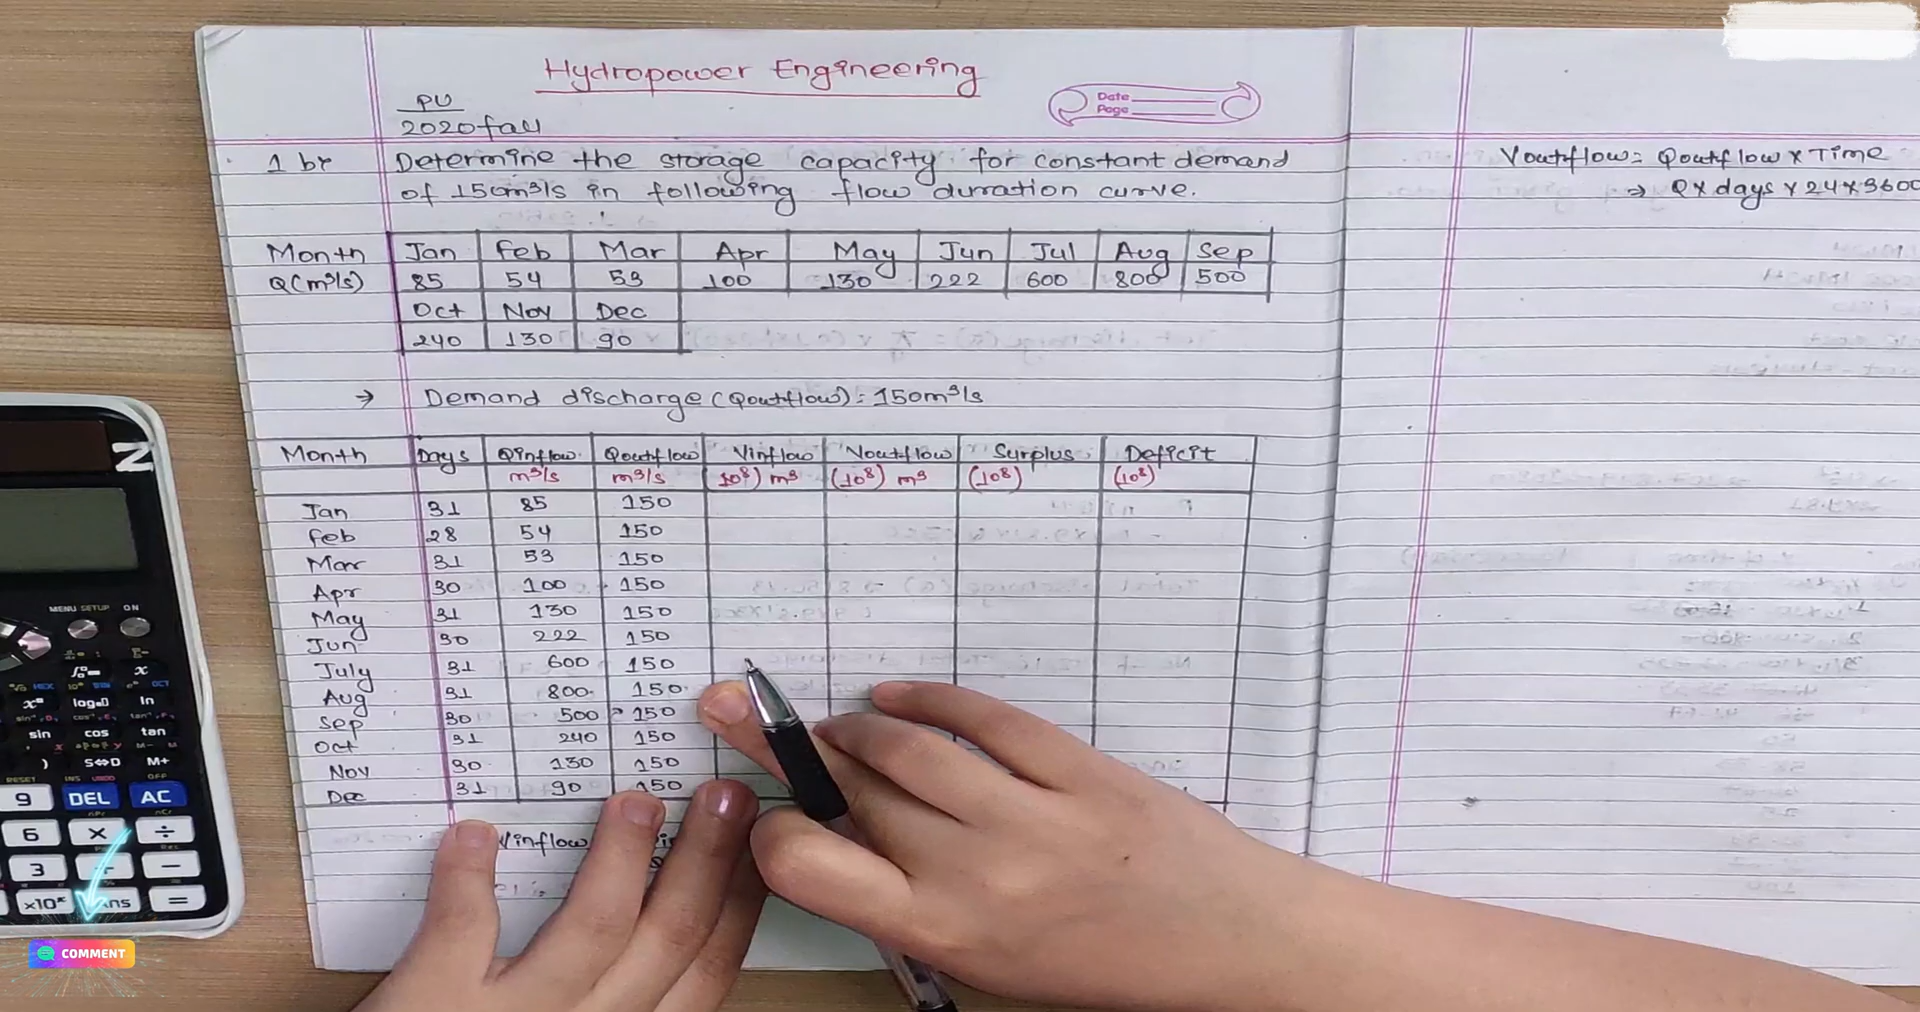 Hydropower Engineering
PU
2020 fall
Date
Page
1 br Determine the storage capacity for constant demand
of 150m³/s in following flow duration curve.
Month Jan Feb Mar Apr May Jun Jul Aug Sep
Q(m³/s) 85 54 53 100 130 222 600 800 500
Oct Nov Dec
240 130 90
→ Demand discharge (Qoutflow): 150m³/s
Month Days Qinflow Qoutflow Vinflow Voutflow Surplus Deficit
m³/s m³/s (10⁸) m³ (10⁸) m³ (10⁸) (10⁸)
Jan 31 85 150
Feb 28 54 150
Mar 31 53 150
Apr 30 100 150
May 31 130 150
Jun 30 222 150
July 31 600 150
Aug 31 800 150
Sep 30 500 150
Oct 31 240 150
Nov 30 130 150
Dec 31 90 150
Vinflow
Voutflow = Qoutflow x Time
→ Q x days x 24 x 3600
MENU SETUP ON
x
log ln
sin cos tan
) S⇔D M+
9 DEL AC
6 × ÷
3 −
×10ˣ Ans =
COMMENT